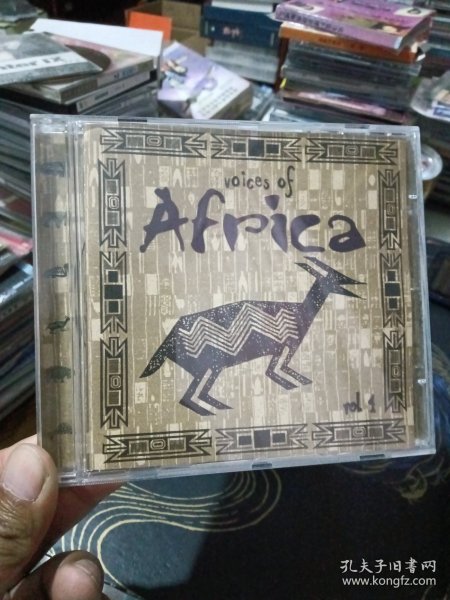 voices of
Africa
vol 1
孔夫子旧书网
www.kongfz.com